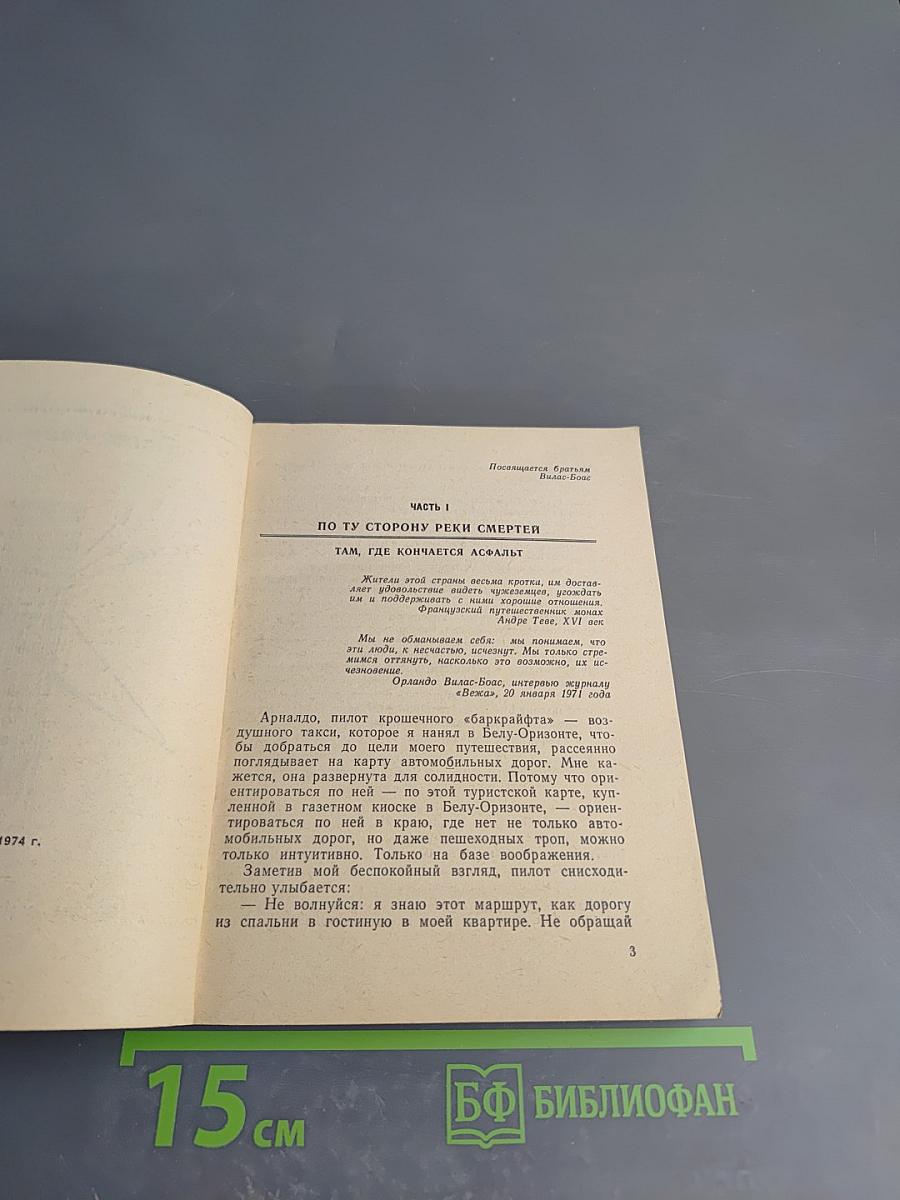 1974 г.
Посвящается братьям
Вилас-Боас
ЧАСТЬ I
ПО ТУ СТОРОНУ РЕКИ СМЕРТЕЙ
ТАМ, ГДЕ КОНЧАЕТСЯ АСФАЛЬТ
Жители этой страны весьма кротки, им достав-
ляет удовольствие видеть чужеземцев, угождать
им и поддерживать с ними хорошие отношения.
Французский путешественник монах
Андре Теве, XVI век
Мы не обманываем себя: мы понимаем, что
эти люди, к несчастью, исчезнут. Мы только стре-
мимся оттянуть, насколько это возможно, их ис-
чезновение.
Орландо Вилас-Боас, интервью журналу
«Вежа», 20 января 1971 года
Арналдо, пилот крошечного «баркрайфта» — воз-
душного такси, которое я нанял в Белу-Оризонте, что-
бы добраться до цели моего путешествия, рассеянно
поглядывает на карту автомобильных дорог. Мне ка-
жется, она развернута для солидности. Потому что ори-
ентироваться по ней — по этой туристской карте, куп-
ленной в газетном киоске в Белу-Оризонте, — ориен-
тироваться по ней в краю, где нет не только авто-
мобильных дорог, но даже пешеходных троп, можно
только интуитивно. Только на базе воображения.
Заметив мой беспокойный взгляд, пилот снисходи-
тельно улыбается:
— Не волнуйся: я знаю этот маршрут, как дорогу
из спальни в гостиную в моей квартире. Не обращай
3
15 см
БФ БИБЛИОФАН